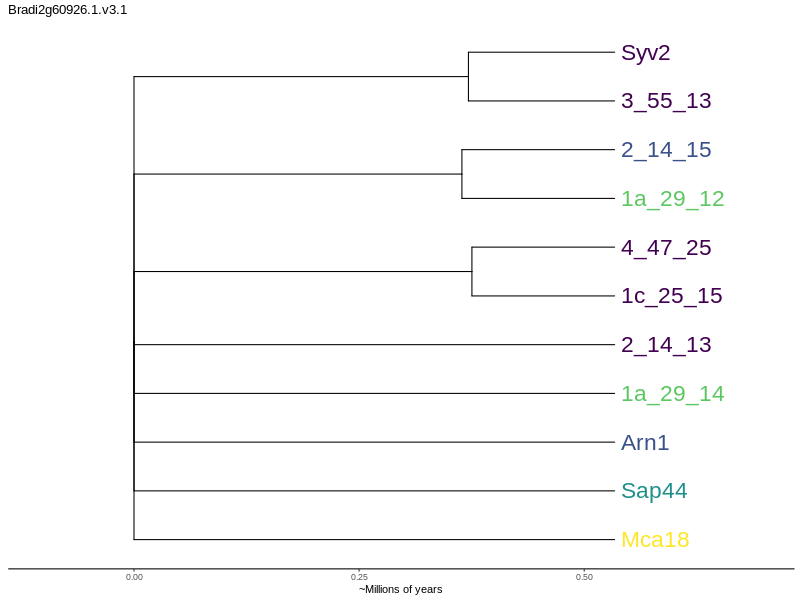 Bradi2g60926.1.v3.1
Syv2
3_55_13
2_14_15
1a_29_12
4_47_25
1c_25_15
2_14_13
1a_29_14
Arn1
Sap44
Mca18
0.00 0.25 0.50
~Millions of years